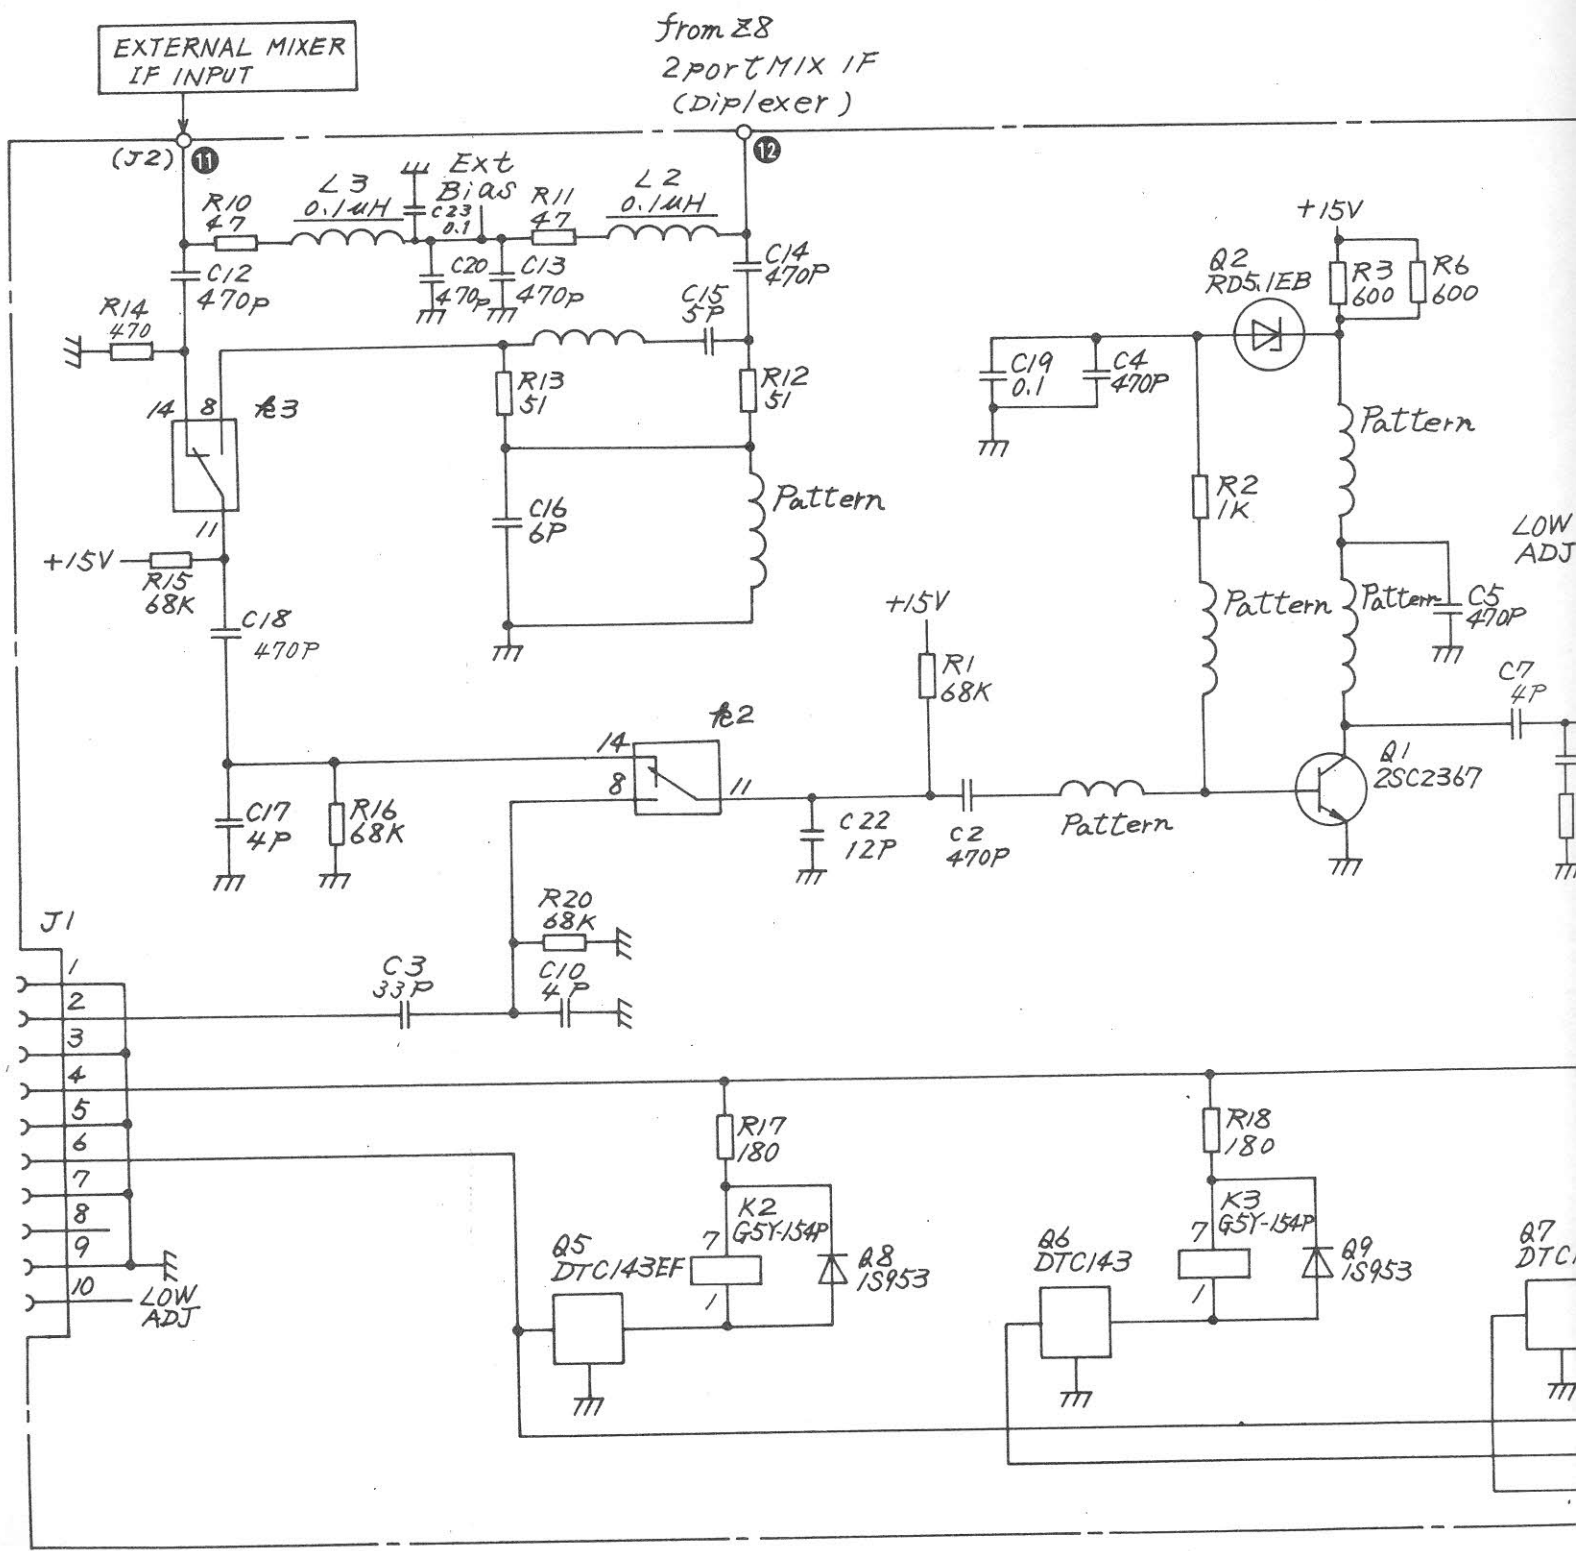 EXTERNAL MIXER
IF INPUT
from Z8
2portMIX IF
(Diplexer)
(J2)
11
12
R10
47
L3
0.1μH
Ext
Bias
C23
0.1
R11
47
L2
0.1μH
C12
470p
C20
470p
C13
470p
C14
470P
C15
5P
R14
470
R13
51
R12
51
14
8
k3
11
C16
6P
Pattern
+15V
R15
68K
C18
470P
+15V
Q2
RD5.1EB
R3
600
R6
600
C19
0.1
C4
470P
Pattern
R2
1K
LOW
ADJ
Pattern
Pattern
C5
470P
+15V
R1
68K
C7
4P
k2
14
8
11
C17
4P
R16
68K
C22
12P
C2
470P
Pattern
Q1
2SC2367
R20
68K
C3
33P
C10
4P
J1
1
2
3
4
5
6
7
8
9
10
LOW
ADJ
R17
180
R18
180
K2
G5Y-154P
7
1
Q5
DTC143EF
Q8
1S953
K3
G5Y-154P
7
1
Q6
DTC143
Q9
1S953
Q7
DTC1